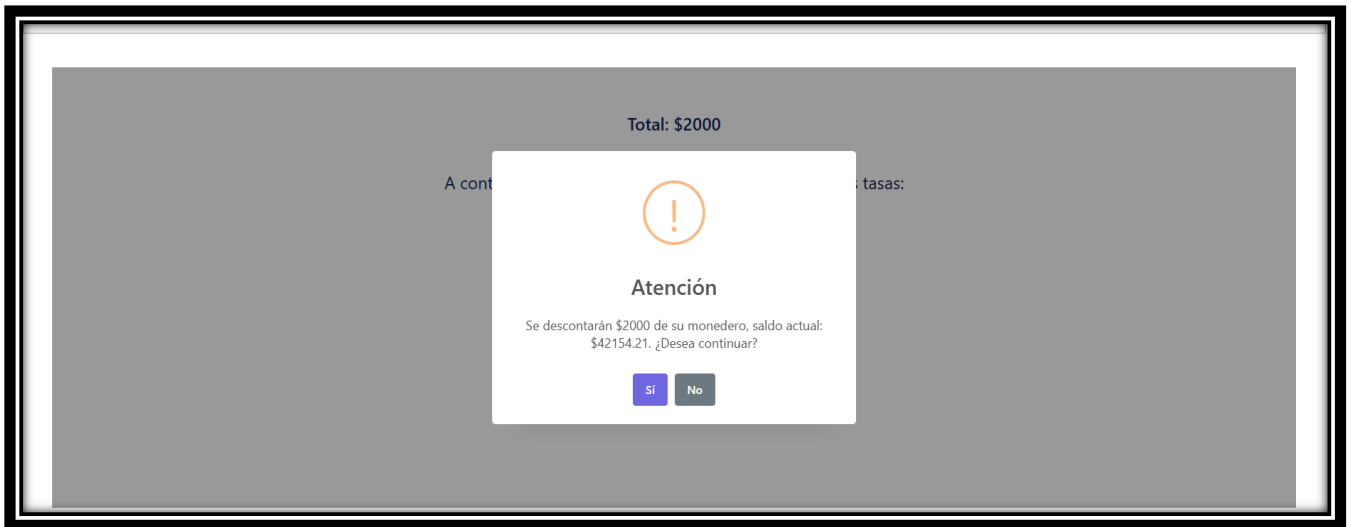 Total: $2000
A cont
tasas:
Atención
Se descontarán $2000 de su monedero, saldo actual:
$42154.21. ¿Desea continuar?
Sí No